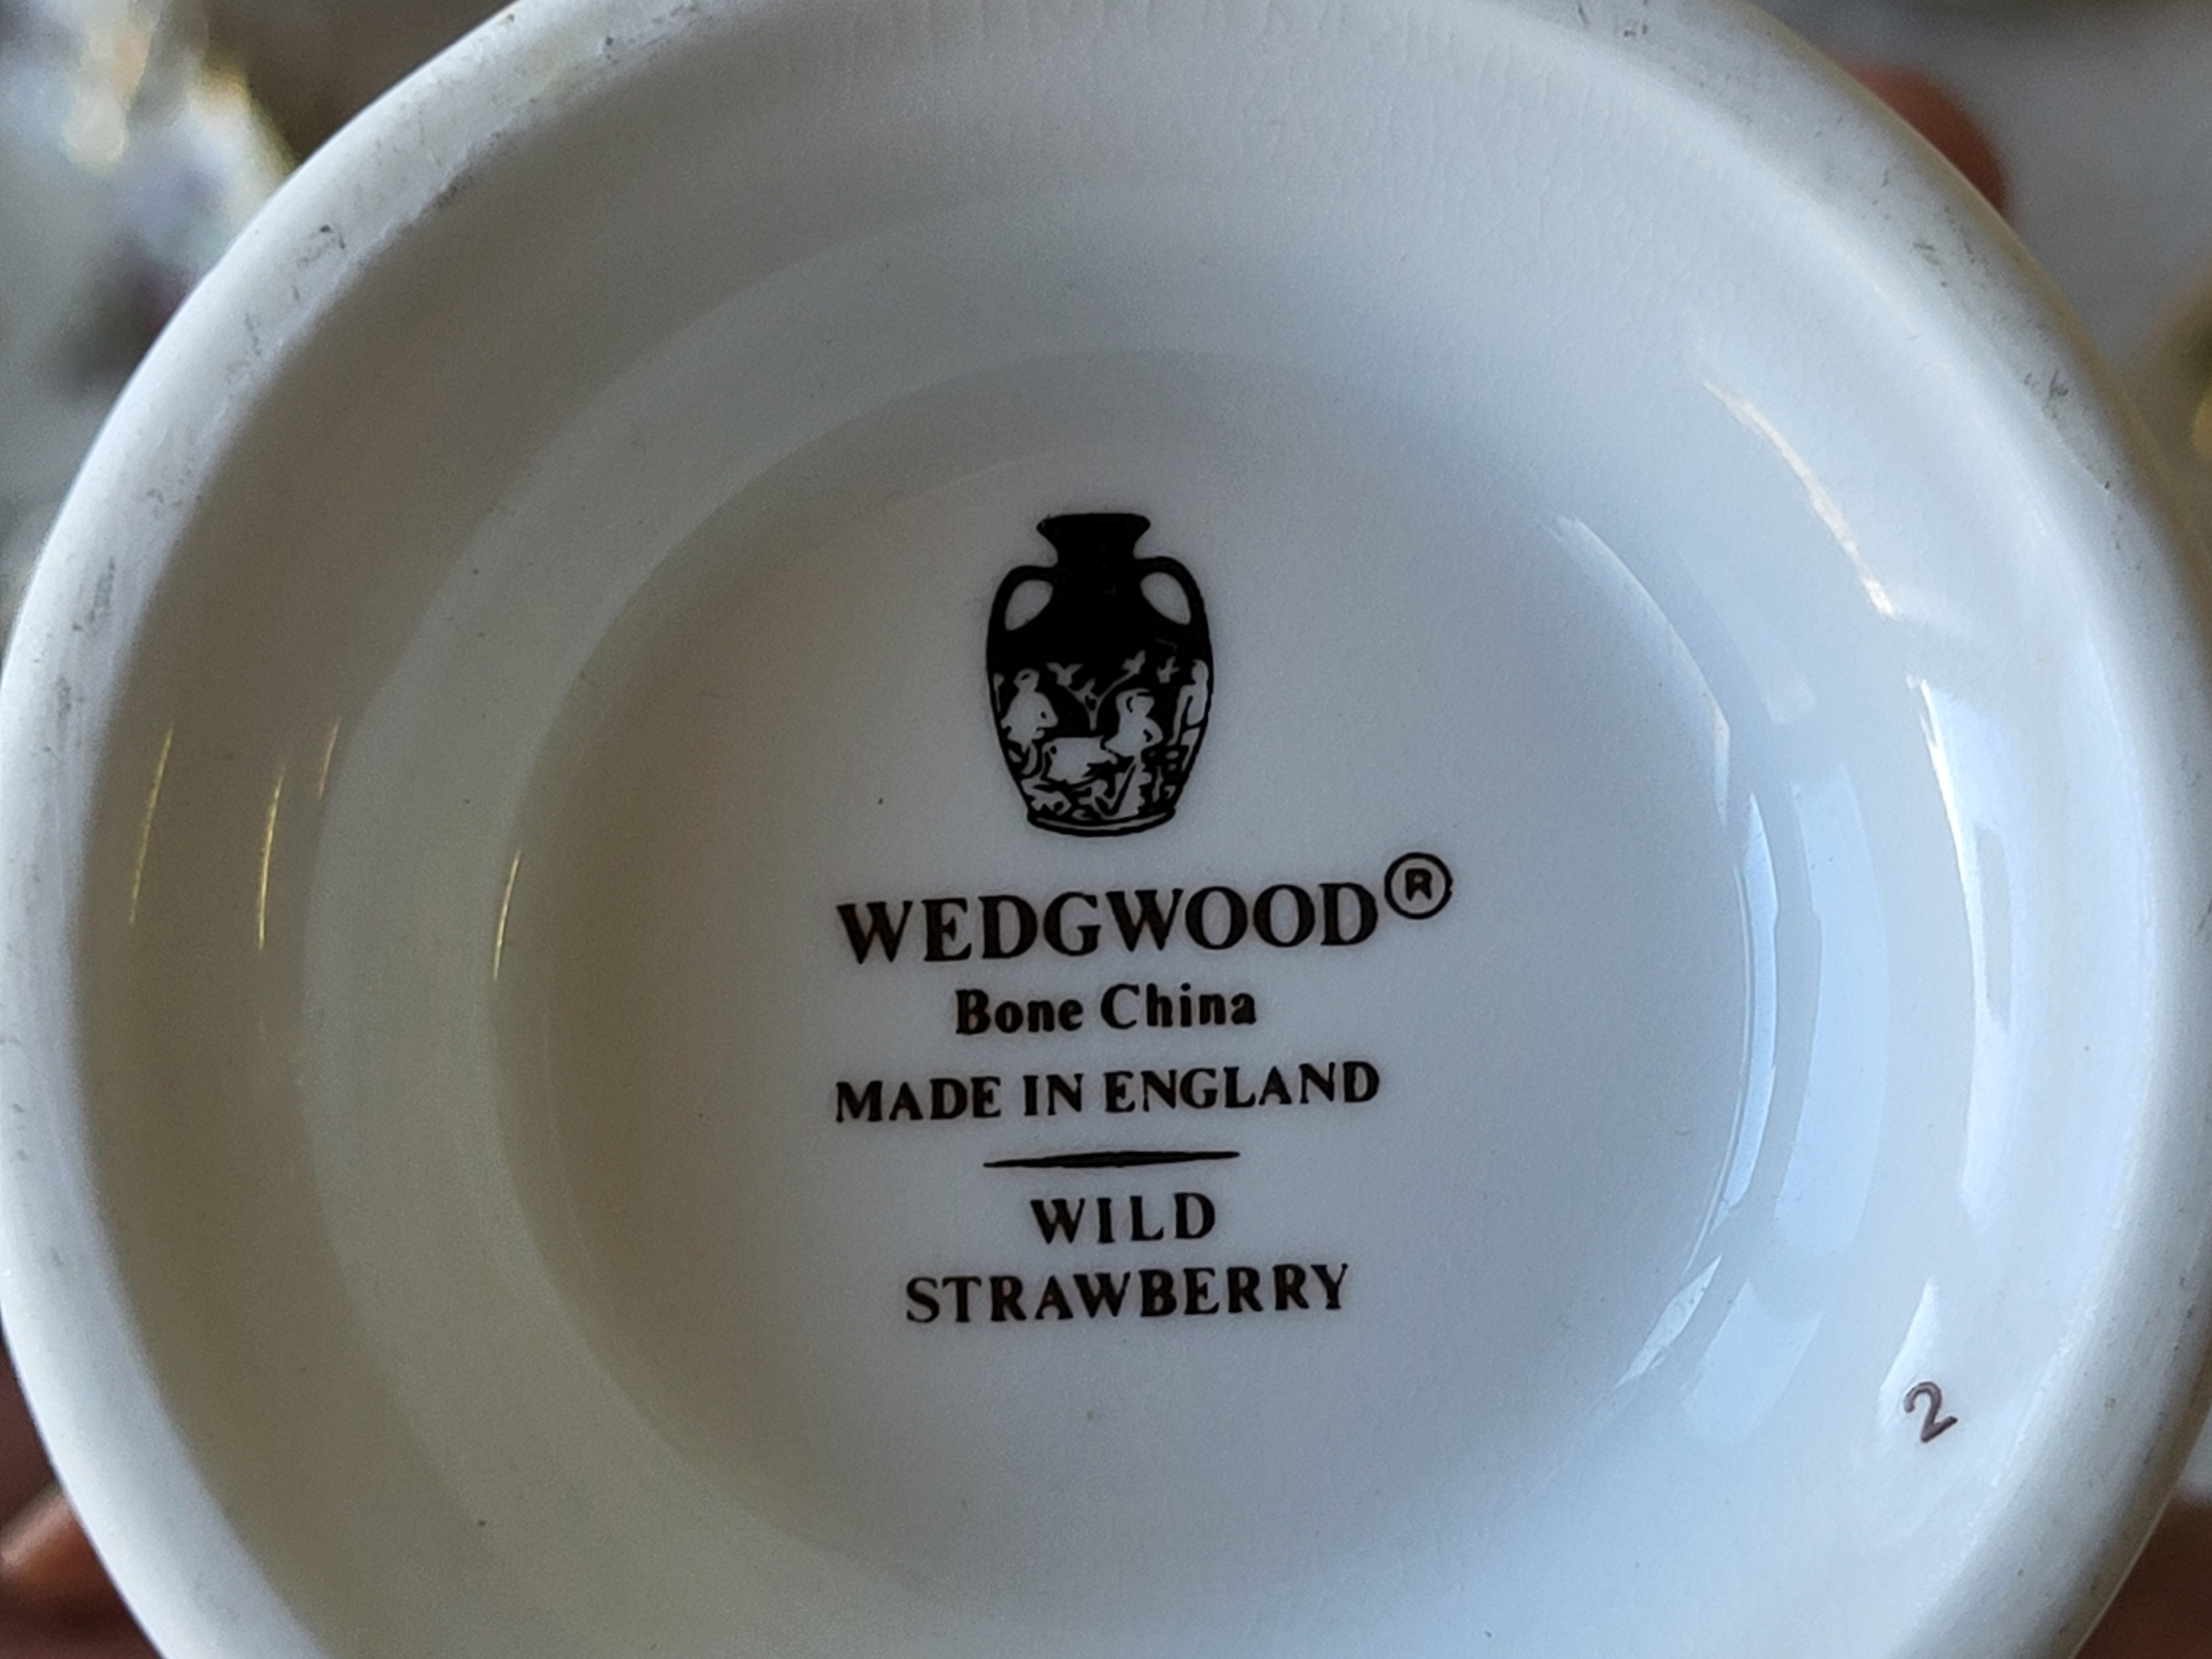 WEDGWOOD®
Bone China
MADE IN ENGLAND
WILD
STRAWBERRY
2